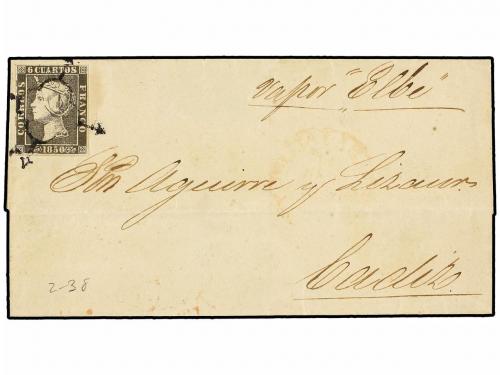 6 CUARTOS
CORREOS
FRANCO
1850
vapor "Elbe"
Sres Aguirre y Lizaur
Cadiz.
2-38